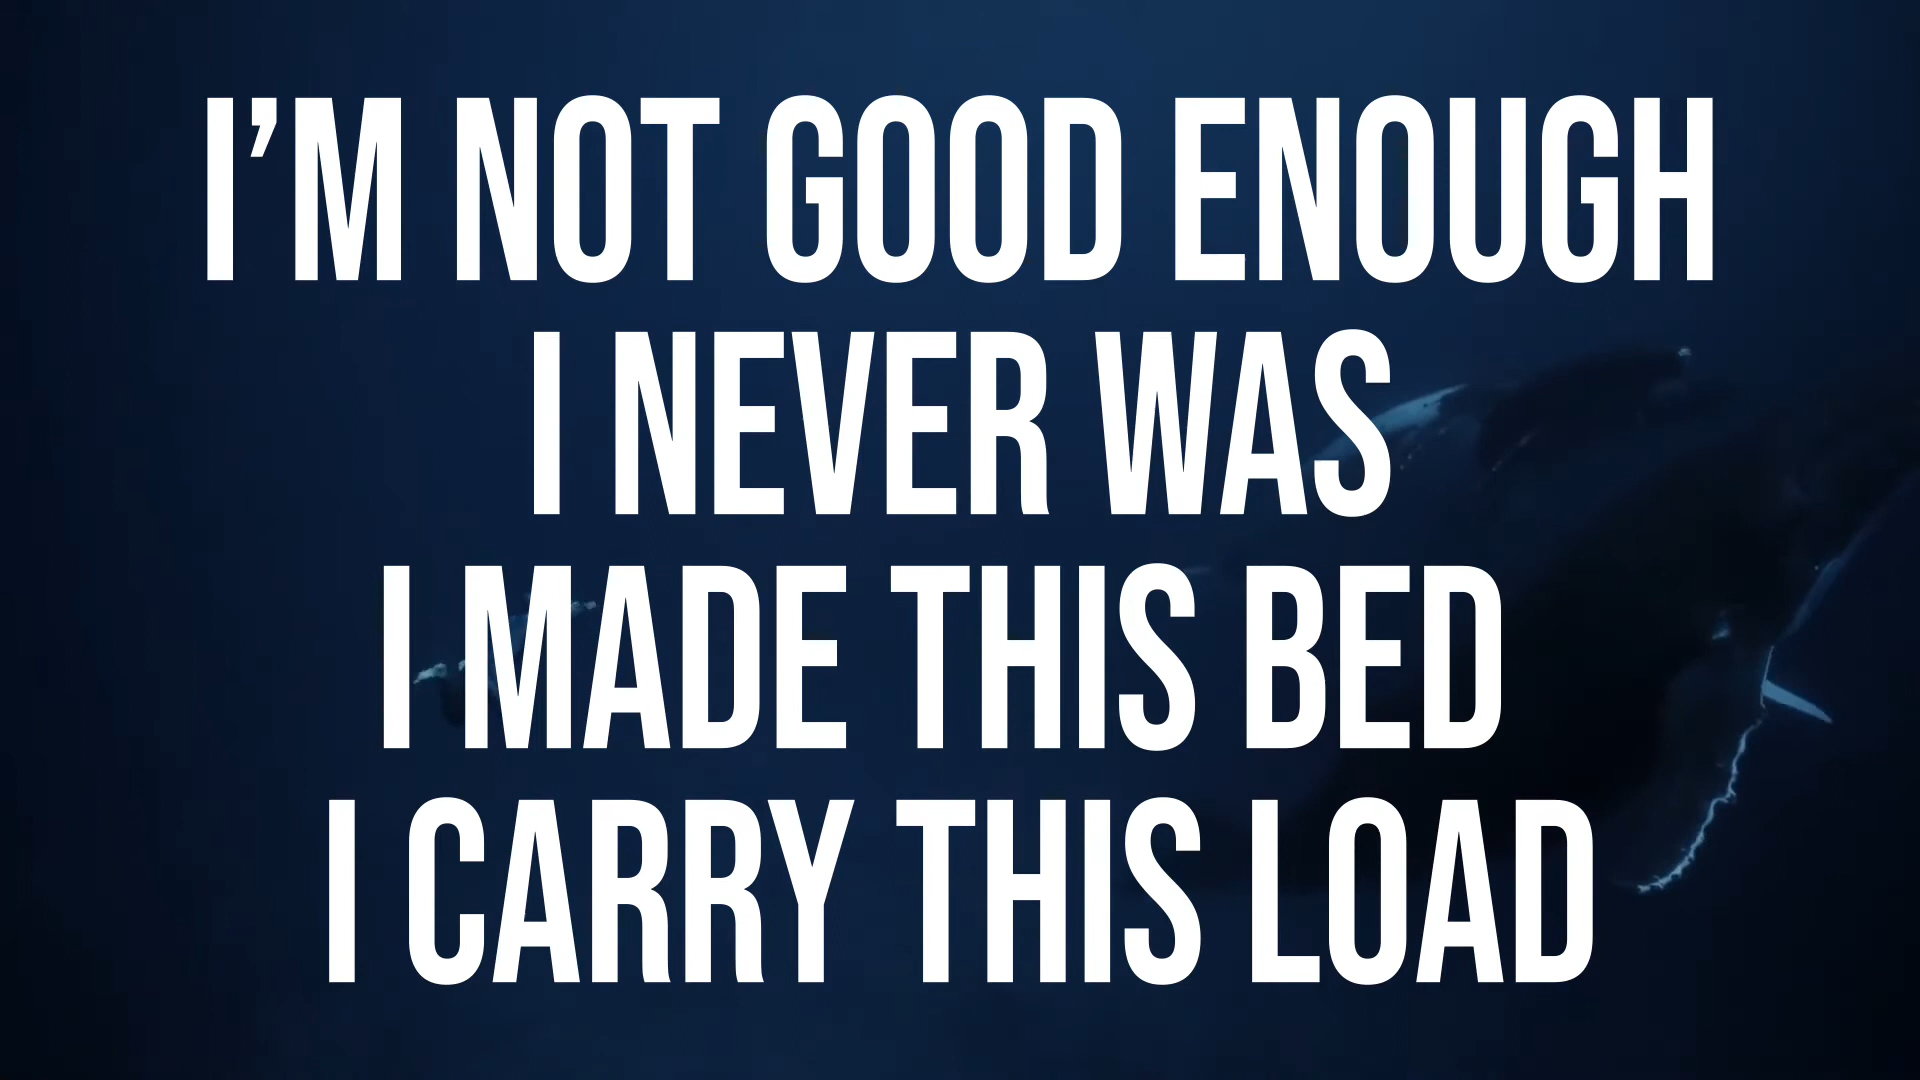 I’M NOT GOOD ENOUGH
I NEVER WAS
I MADE THIS BED
I CARRY THIS LOAD